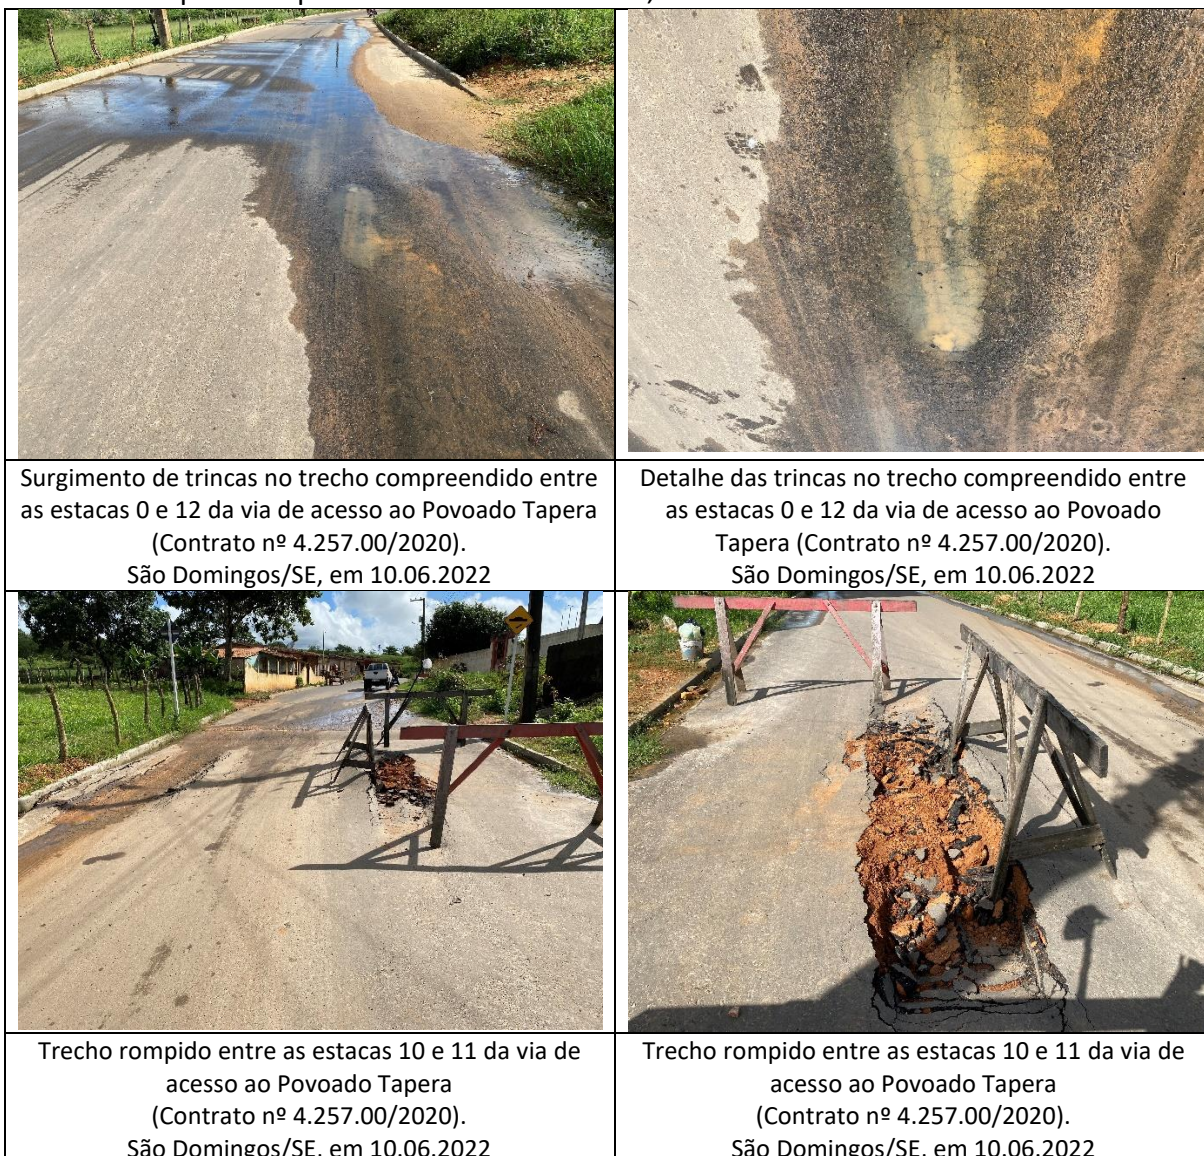 Surgimento de trincas no trecho compreendido entre
as estacas 0 e 12 da via de acesso ao Povoado Tapera
(Contrato nº 4.257.00/2020).
São Domingos/SE, em 10.06.2022
Detalhe das trincas no trecho compreendido entre
as estacas 0 e 12 da via de acesso ao Povoado
Tapera (Contrato nº 4.257.00/2020).
São Domingos/SE, em 10.06.2022
Trecho rompido entre as estacas 10 e 11 da via de
acesso ao Povoado Tapera
(Contrato nº 4.257.00/2020).
São Domingos/SE, em 10.06.2022
Trecho rompido entre as estacas 10 e 11 da via de
acesso ao Povoado Tapera
(Contrato nº 4.257.00/2020).
São Domingos/SE, em 10.06.2022